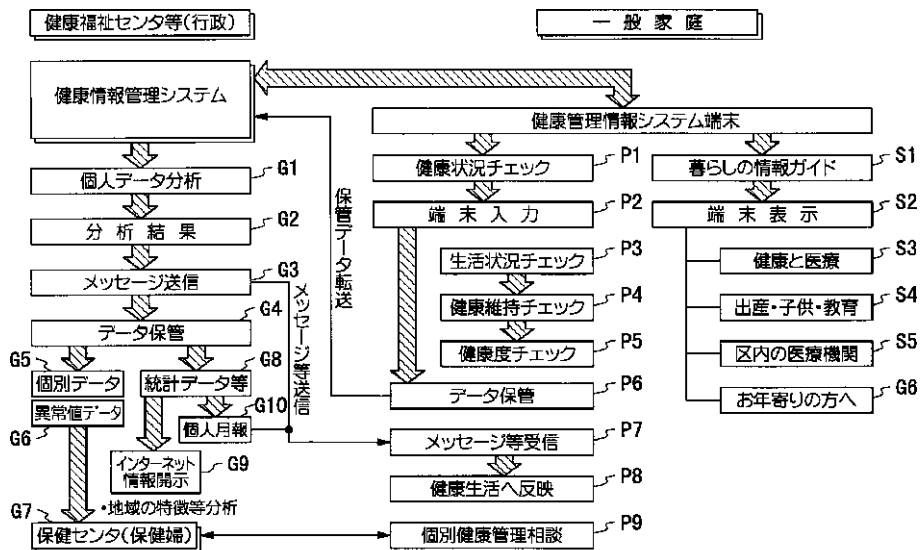 健康福祉センタ等(行政)
一般家庭
健康情報管理システム
健康管理情報システム端末
個人データ分析
G1
分析結果
G2
メッセージ送信
G3
データ保管
G4
G5
個別データ
統計データ等
G8
異常値データ
G6
個人月報
G10
インターネット
情報開示
G9
・地域の特徴等分析
G7
保健センタ(保健婦)
保管データ転送
メッセージ等送信
健康状況チェック
P1
端末入力
P2
生活状況チェック
P3
健康維持チェック
P4
健康度チェック
P5
データ保管
P6
メッセージ等受信
P7
健康生活へ反映
P8
個別健康管理相談
P9
暮らしの情報ガイド
S1
端末表示
S2
健康と医療
S3
出産・子供・教育
S4
区内の医療機関
S5
お年寄りの方へ
G6